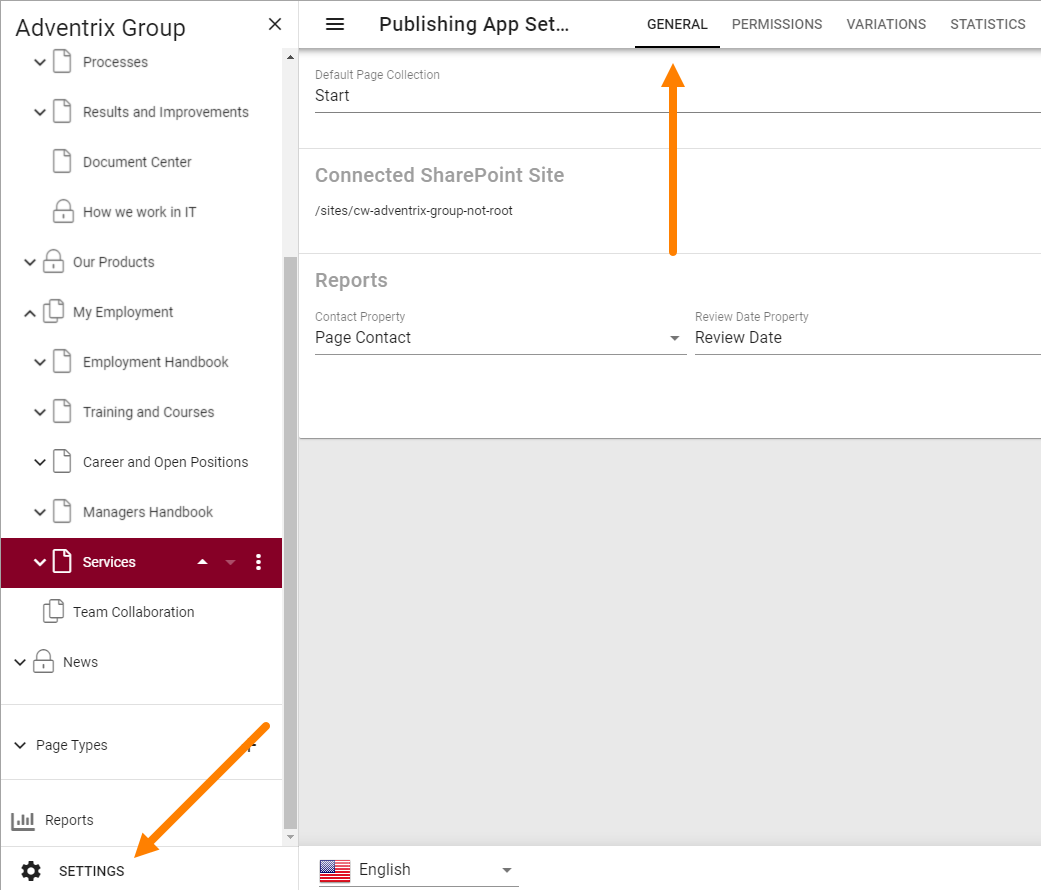 Adventrix Group
Processes
Results and Improvements
Document Center
How we work in IT
Our Products
My Employment
Employment Handbook
Training and Courses
Career and Open Positions
Managers Handbook
Services
Team Collaboration
News
Page Types
Reports
SETTINGS
Publishing App Set...
GENERAL PERMISSIONS VARIATIONS STATISTICS
Default Page Collection
Start
Connected SharePoint Site
/sites/cw-adventrix-group-not-root
Reports
Contact Property Review Date Property
Page Contact Review Date
English